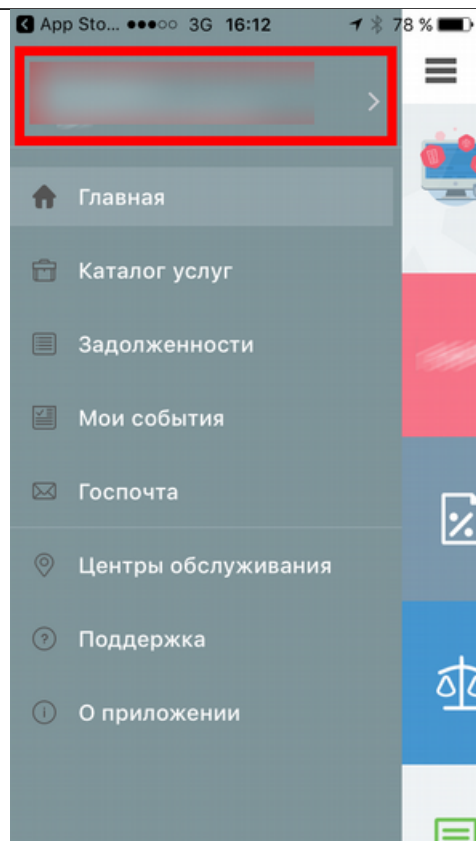 App Sto... 3G 16:12 78 %
Главная
Каталог услуг
Задолженности
Мои события
Госпочта
Центры обслуживания
Поддержка
О приложении